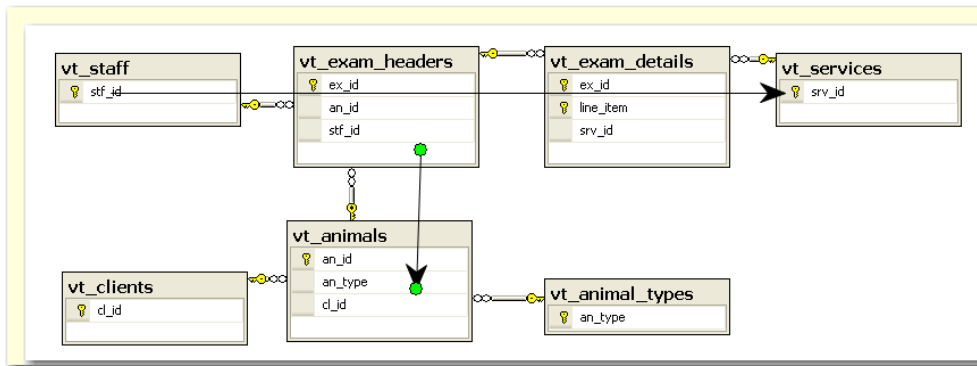 vt_staff
stf_id
vt_exam_headers
ex_id
an_id
stf_id
vt_exam_details
ex_id
line_item
srv_id
vt_services
srv_id
vt_clients
cl_id
vt_animals
an_id
an_type
cl_id
vt_animal_types
an_type